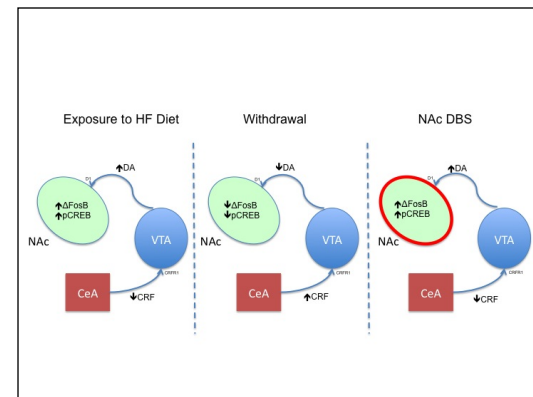 Exposure to HF Diet
↑DA
D1
↑ΔFosB
↑pCREB
NAc
VTA
CRFR1
CeA
↓CRF
Withdrawal
↓DA
D1
↓ΔFosB
↓pCREB
NAc
VTA
CRFR1
CeA
↑CRF
NAc DBS
↑DA
D1
↑ΔFosB
↑pCREB
NAc
VTA
CRFR1
CeA
↓CRF